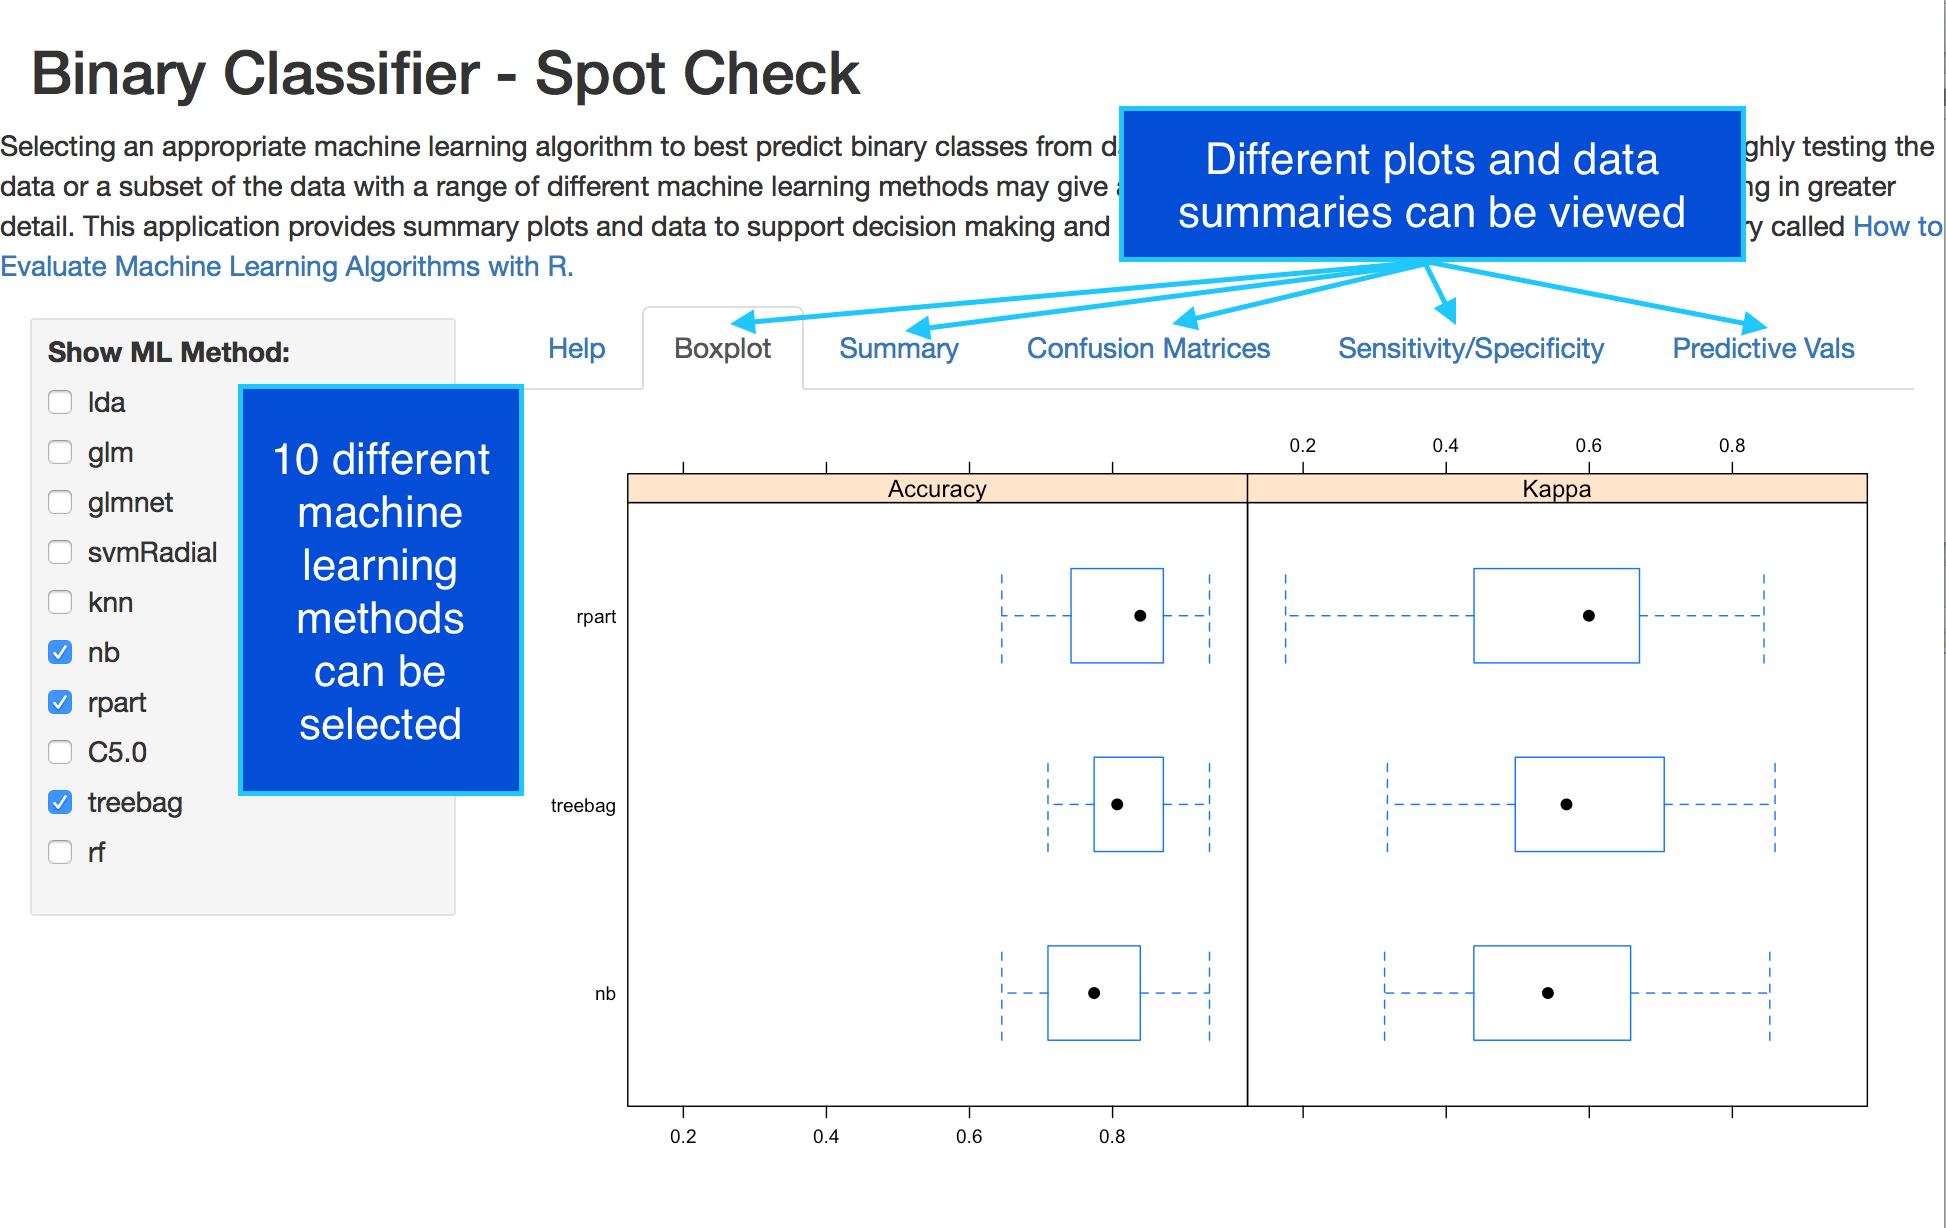 Binary Classifier - Spot Check
Selecting an appropriate machine learning algorithm to best predict binary classes from testing the
data or a subset of the data with a range of different machine learning methods may give in greater
detail. This application provides summary plots and data to support decision making and called How to
Evaluate Machine Learning Algorithms with R.
Different plots and data
summaries can be viewed
Help Boxplot Summary Confusion Matrices Sensitivity/Specificity Predictive Vals
Show ML Method:
lda
glm
glmnet
svmRadial
knn
nb
rpart
C5.0
treebag
rf
10 different
machine
learning
methods
can be
selected
0.2 0.4 0.6 0.8
Accuracy Kappa
rpart
treebag
nb
0.2 0.4 0.6 0.8